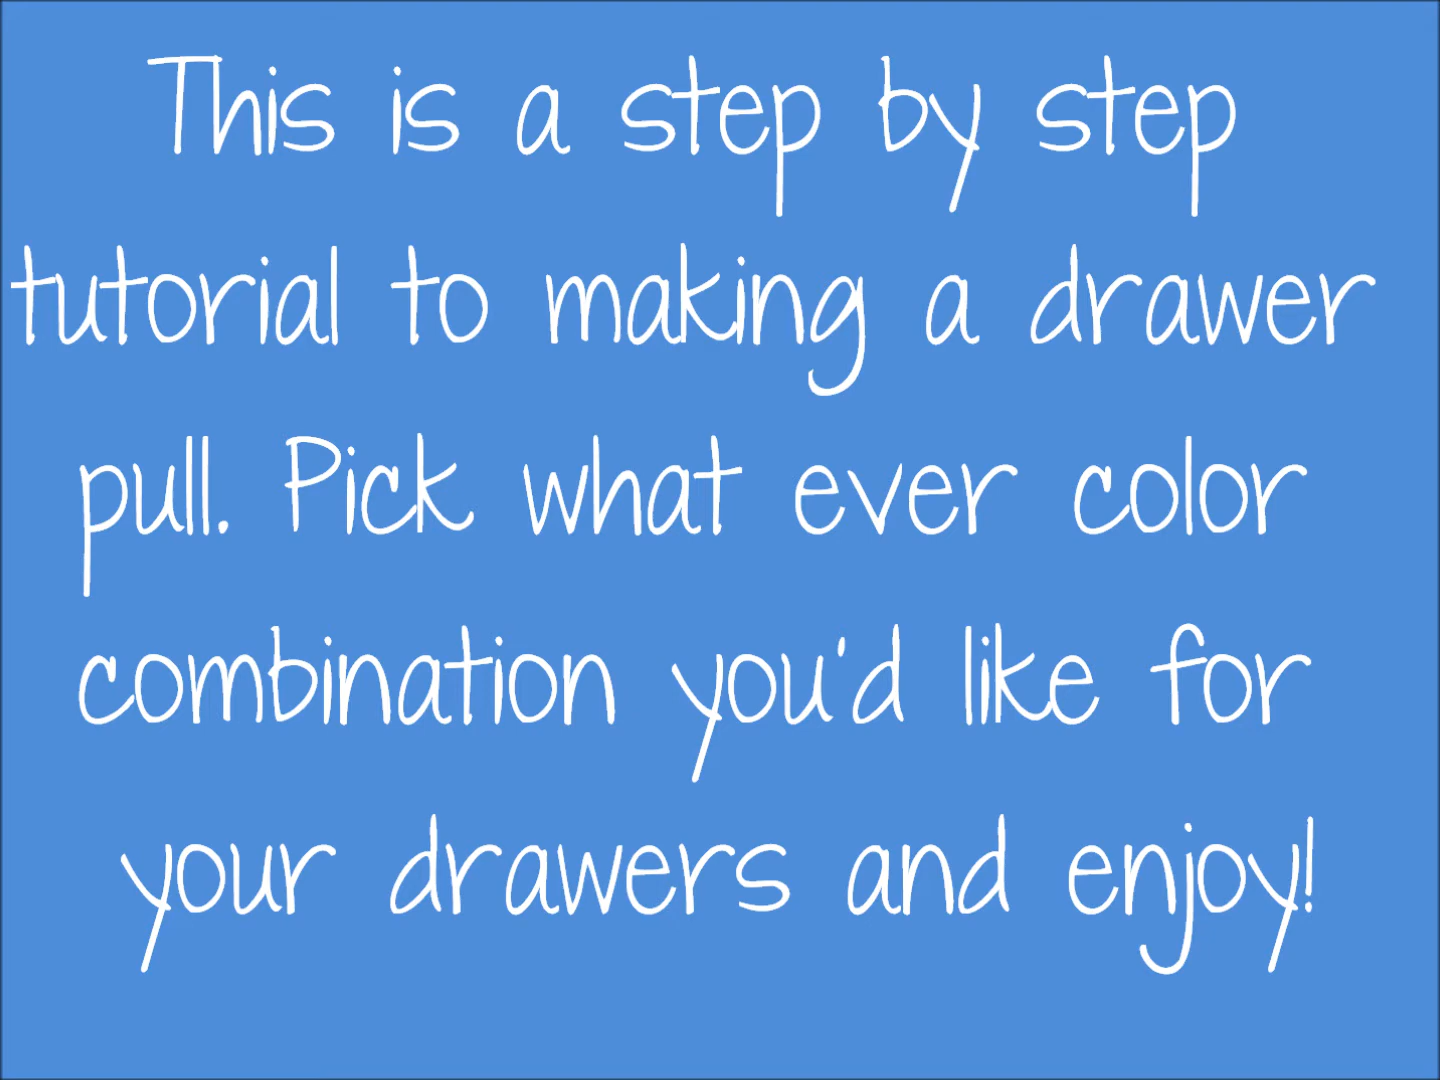 This is a step by step
tutorial to making a drawer
pull. Pick what ever color
combination you'd like for
your drawers and enjoy!